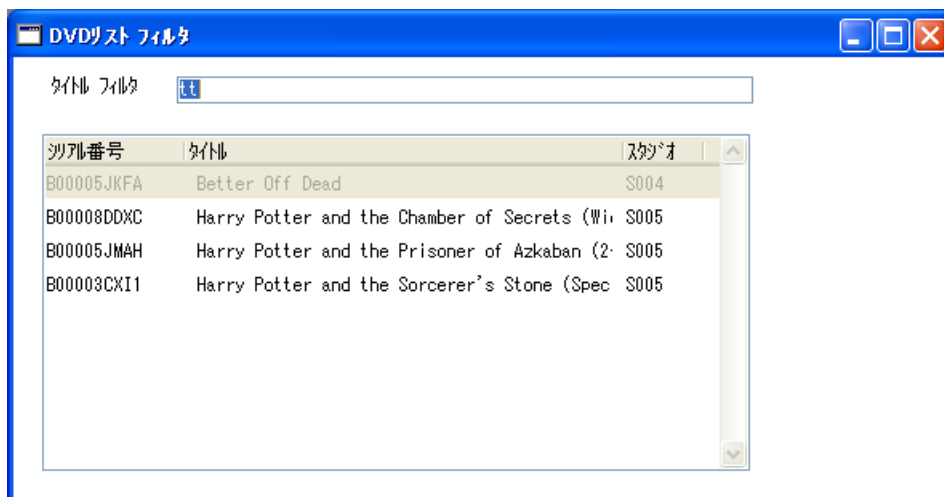 DVDﾘｽﾄ ﾌｨﾙﾀ
ﾀｲﾄﾙ ﾌｨﾙﾀ tt
ｼﾘｱﾙ番号 ﾀｲﾄﾙ ｽﾀｼﾞｵ
B00005JKFA Better Off Dead S004
B00008DDXC Harry Potter and the Chamber of Secrets (Wi S005
B00005JMAH Harry Potter and the Prisoner of Azkaban (2- S005
B00003CXI1 Harry Potter and the Sorcerer's Stone (Spec S005